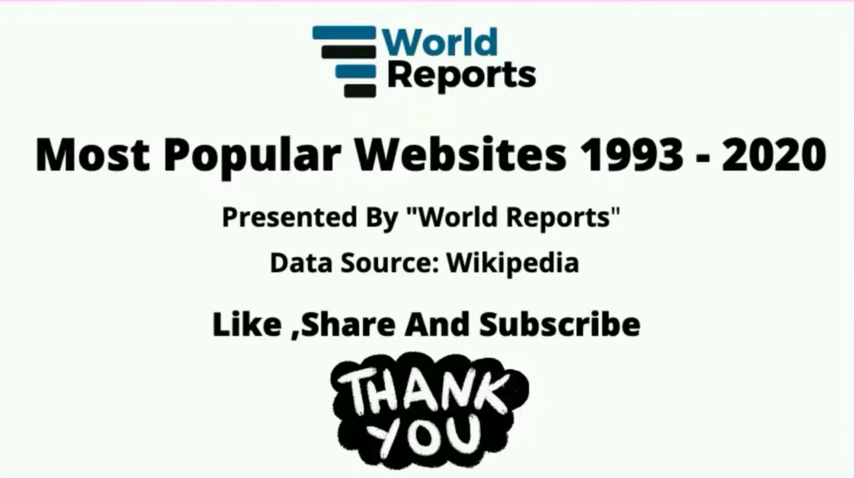 World
Reports
Most Popular Websites 1993 - 2020
Presented By "World Reports"
Data Source: Wikipedia
Like ,Share And Subscribe
THANK
YOU